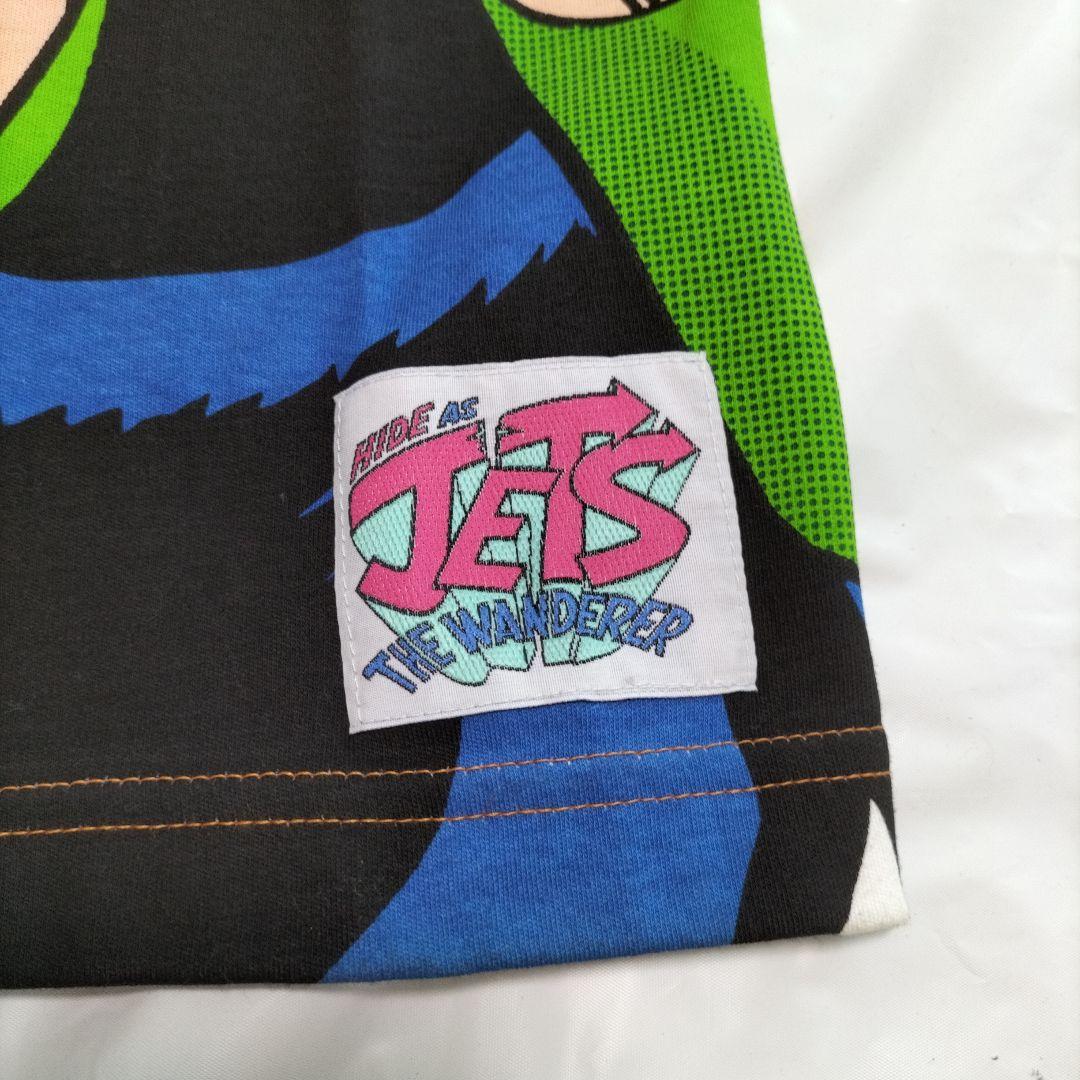 HIDE AS
JETS
THE WANDERER